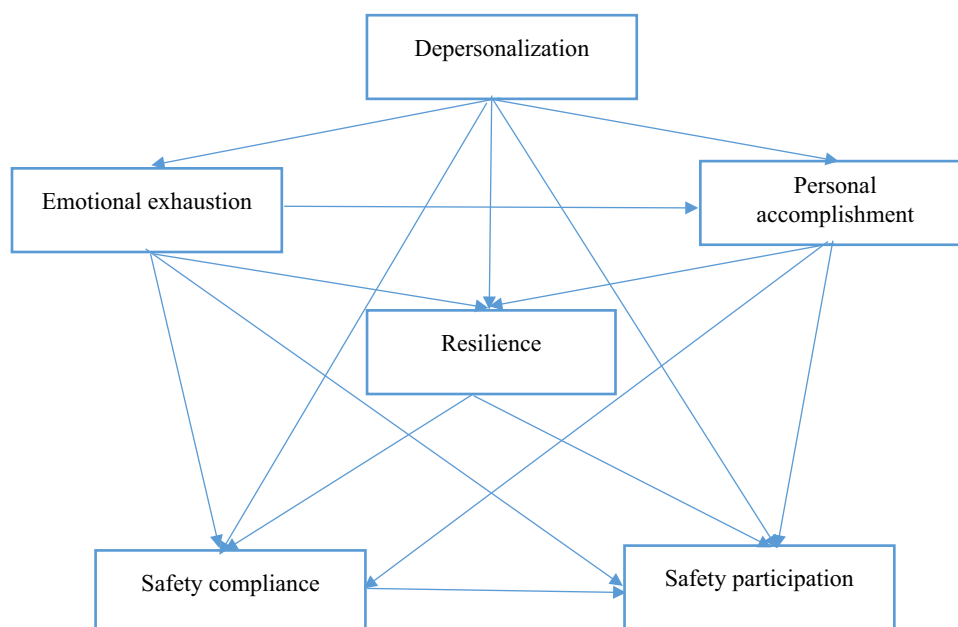 Depersonalization
Emotional exhaustion
Personal
accomplishment
Resilience
Safety compliance
Safety participation